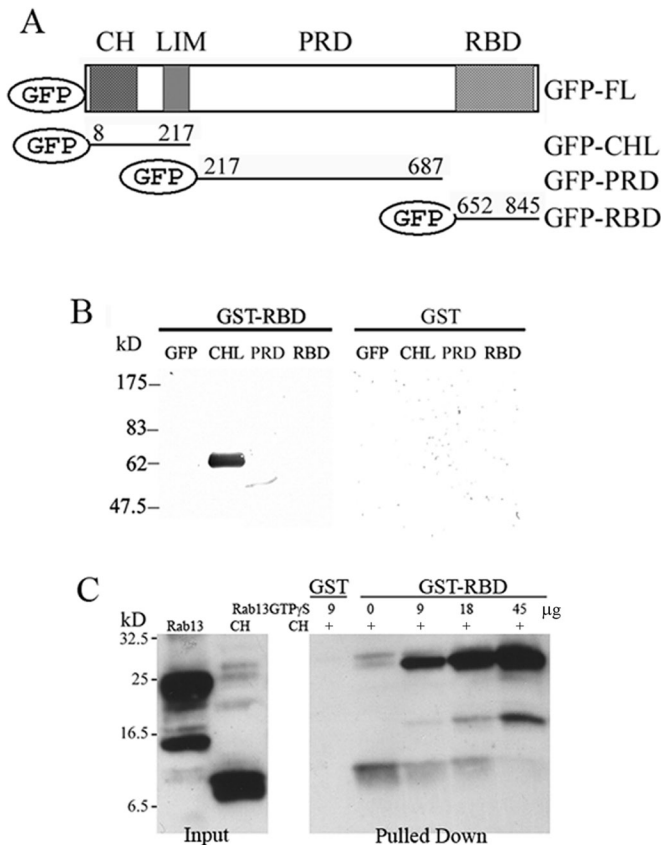 A
CH LIM PRD RBD
GFP GFP-FL
GFP 8 217 GFP-CHL
GFP 217 687 GFP-PRD
GFP 652 845 GFP-RBD
B
GST-RBD GST
kD GFP CHL PRD RBD GFP CHL PRD RBD
175
83
62
47.5
C
GST GST-RBD
Rab13GTPγS 9 0 9 18 45 µg
kD Rab13 CH CH + + + + +
32.5
25
16.5
6.5
Input Pulled Down